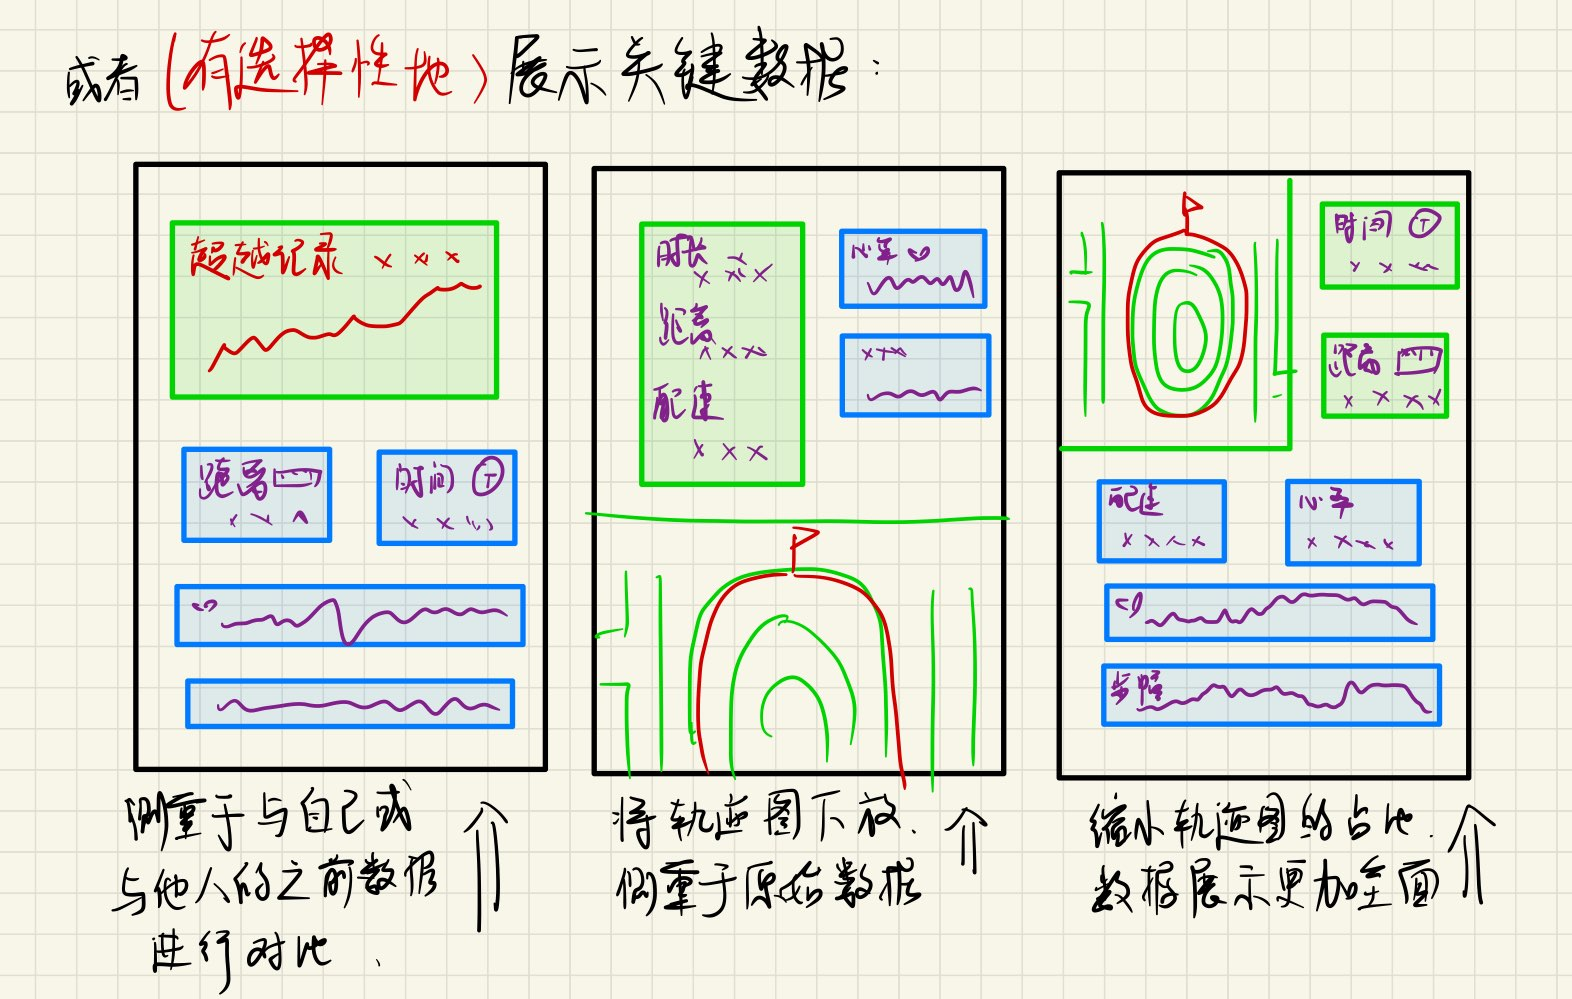 或者(有选择性地)展示关键数据:
超越记录 x x x
距离
x x
时间 T
x x
时长
x x x
距离
x x x
配速
x x x
心率
x x x
时间 T
x x x
距离
x x x x
配速
x x x x
心率
x x x x
步幅
侧重于与自己或
与他人的之前数据
进行对比、
将轨迹图下放、
侧重于原始数据
缩小轨迹图的占比、
数据展示更加全面